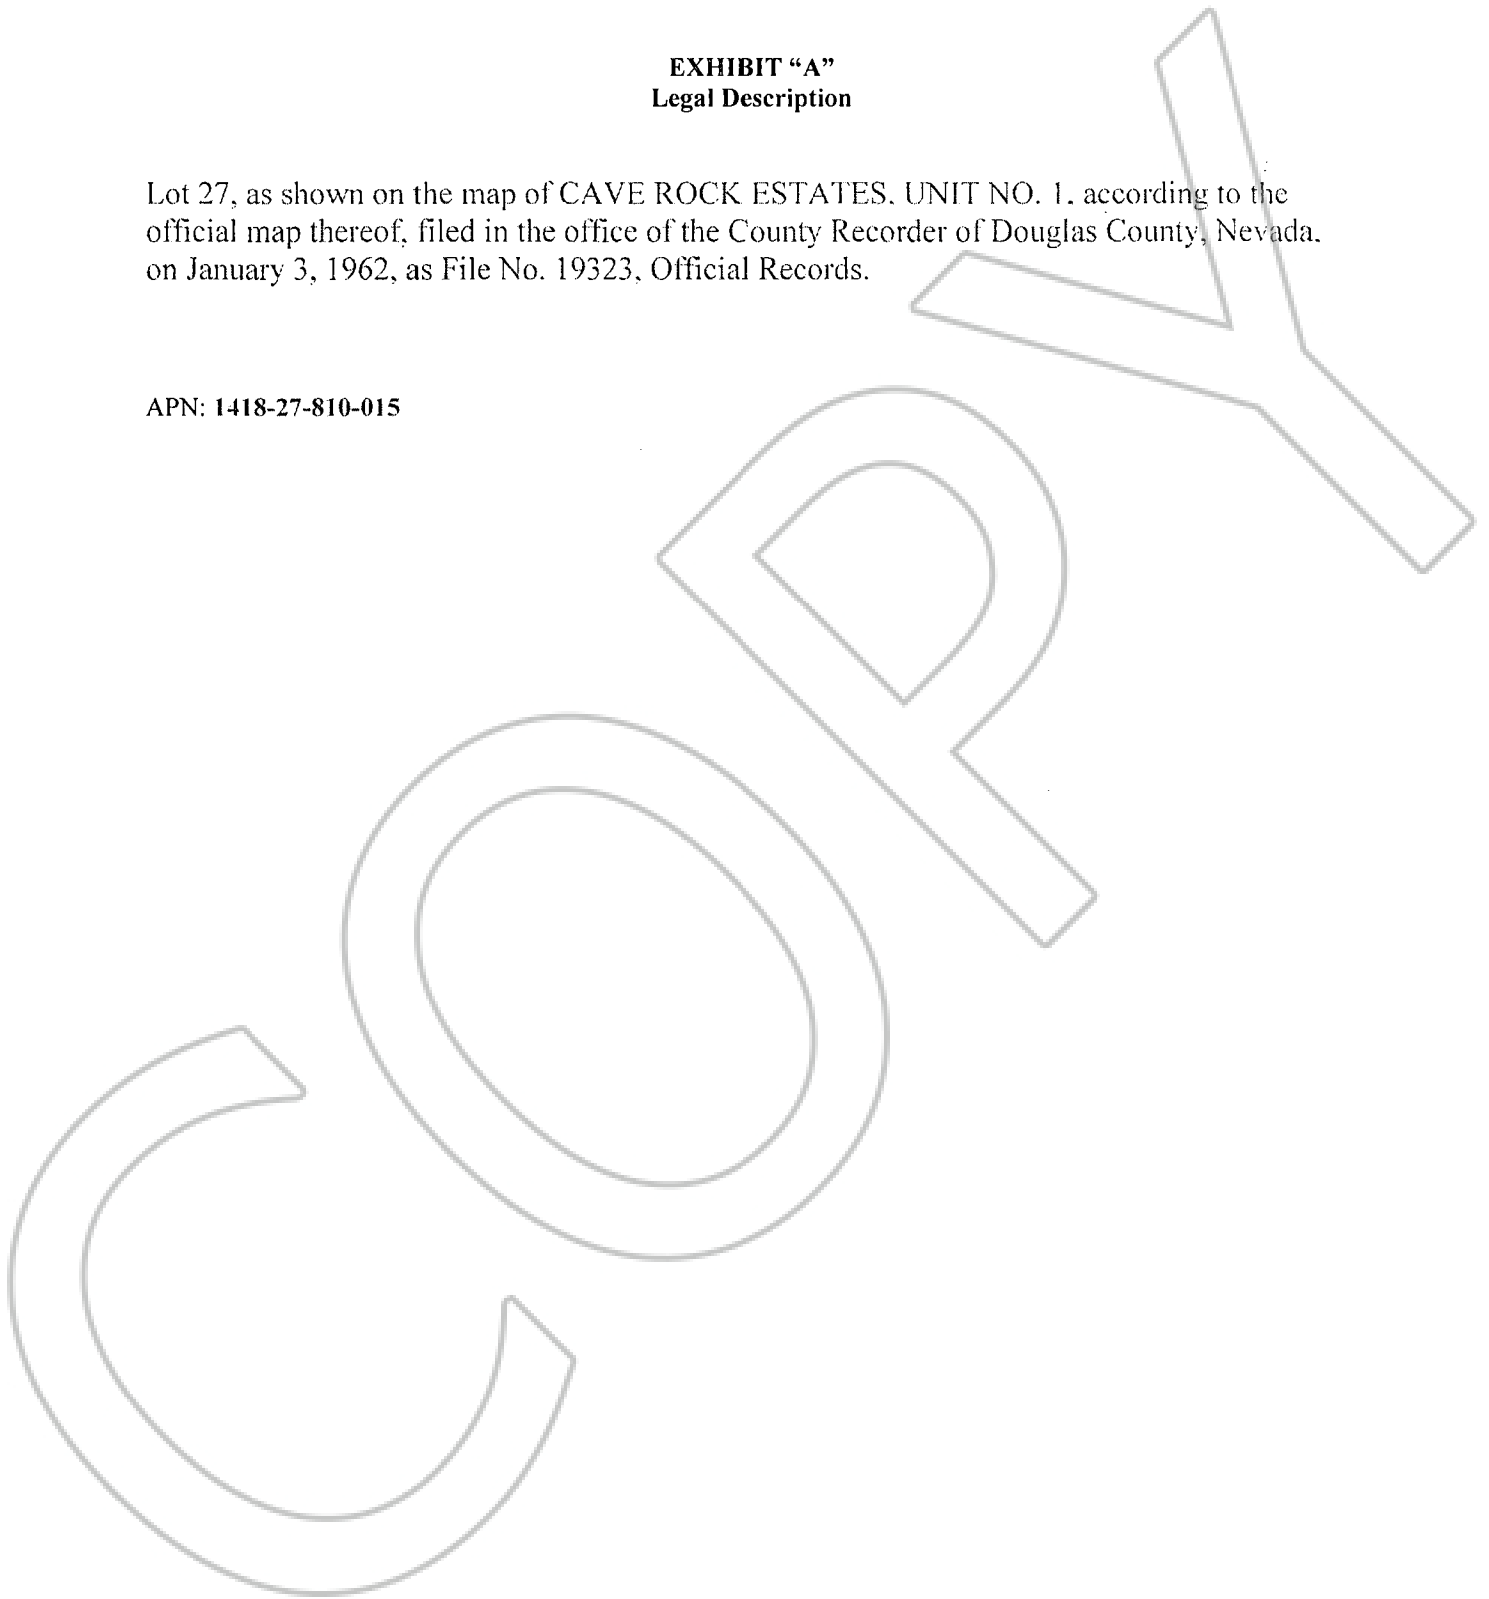 EXHIBIT “A”
Legal Description
Lot 27, as shown on the map of CAVE ROCK ESTATES, UNIT NO. 1, according to the
official map thereof, filed in the office of the County Recorder of Douglas County, Nevada,
on January 3, 1962, as File No. 19323, Official Records.
APN: 1418-27-810-015
COPY